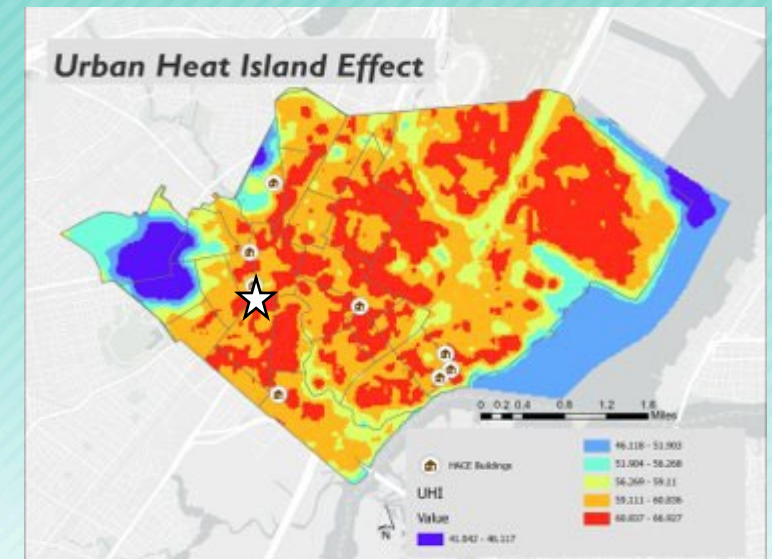 Urban Heat Island Effect
0 0.2 0.4 0.8 1.2 1.6
Miles
HACE Buildings
UHI
Value
41.042 - 46.117
46.118 - 51.903
51.904 - 56.268
56.269 - 59.11
59.111 - 60.836
60.837 - 66.927
N